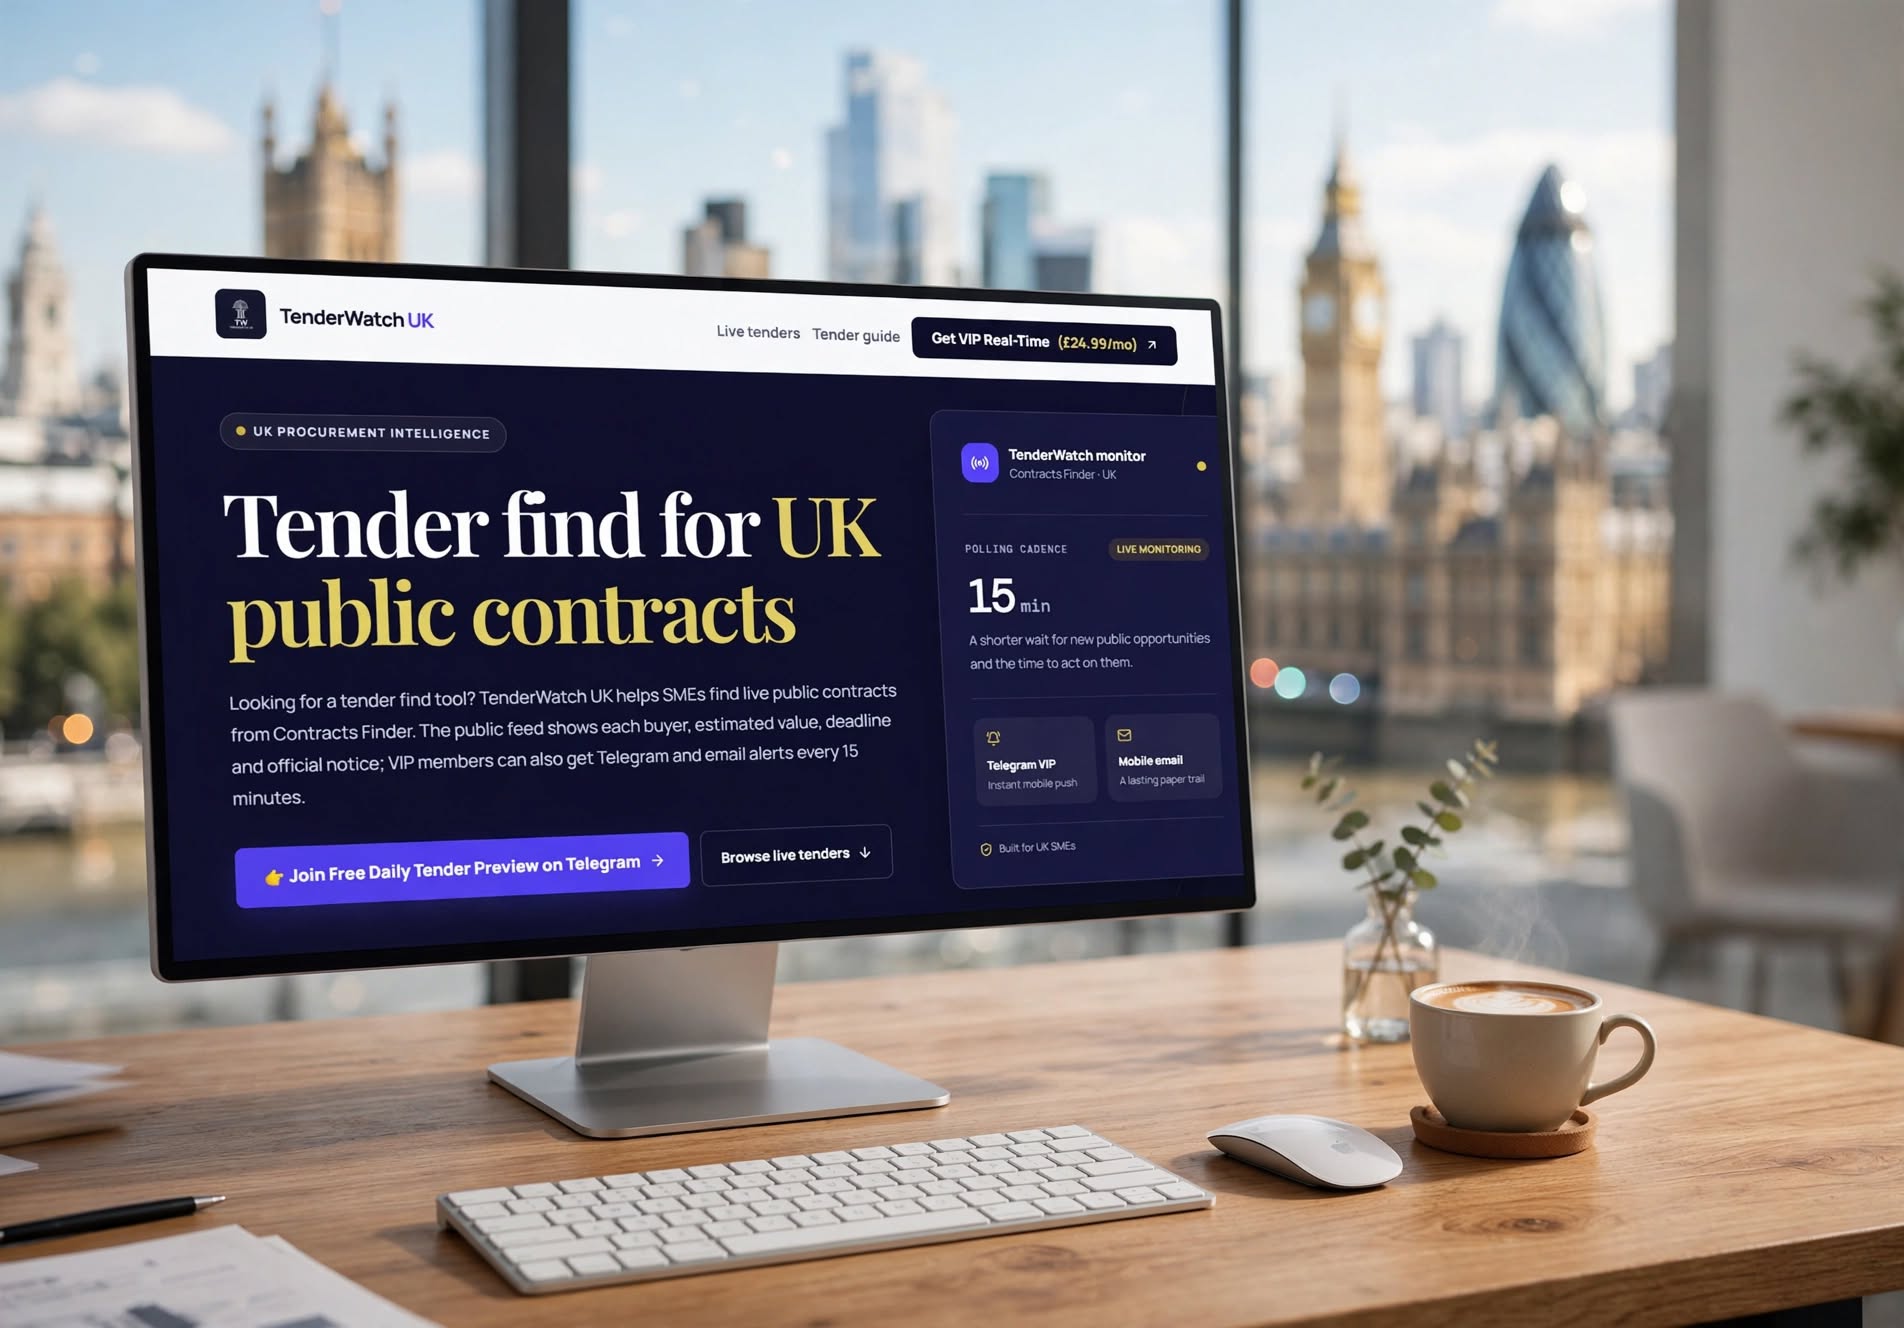 TW
TenderWatch UK
Live tenders
Tender guide
Get VIP Real-Time (£24.99/mo) ↗
UK PROCUREMENT INTELLIGENCE
Tender find for UK
public contracts
Looking for a tender find tool? TenderWatch UK helps SMEs find live public contracts
from Contracts Finder. The public feed shows each buyer, estimated value, deadline
and official notice; VIP members can also get Telegram and email alerts every 15
minutes.
👉 Join Free Daily Tender Preview on Telegram →
Browse live tenders ↓
TenderWatch monitor
Contracts Finder · UK
POLLING CADENCE
LIVE MONITORING
15 min
A shorter wait for new public opportunities
and the time to act on them.
Telegram VIP
Instant mobile push
Mobile email
A lasting paper trail
Built for UK SMEs